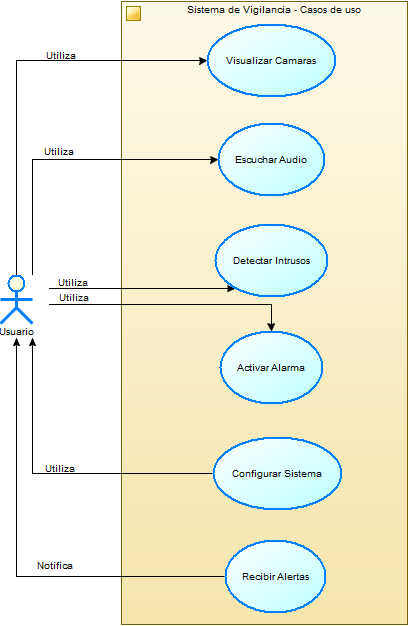 Sistema de Vigilancia - Casos de uso
Utiliza
Visualizar Camaras
Utiliza
Escuchar Audio
Detectar Intrusos
Utiliza
Utiliza
Usuario
Activar Alarma
Utiliza
Configurar Sistema
Notifica
Recibir Alertas